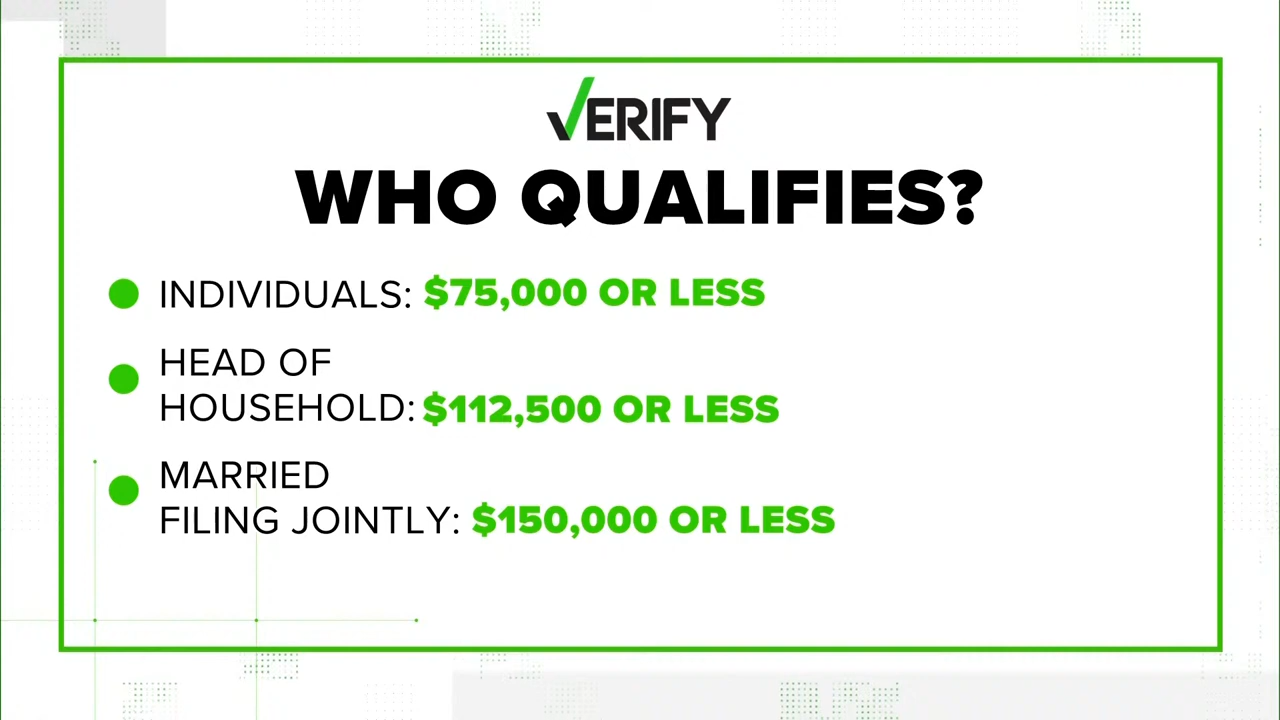 VERIFY
WHO QUALIFIES?
INDIVIDUALS: $75,000 OR LESS
HEAD OF
HOUSEHOLD: $112,500 OR LESS
MARRIED
FILING JOINTLY: $150,000 OR LESS